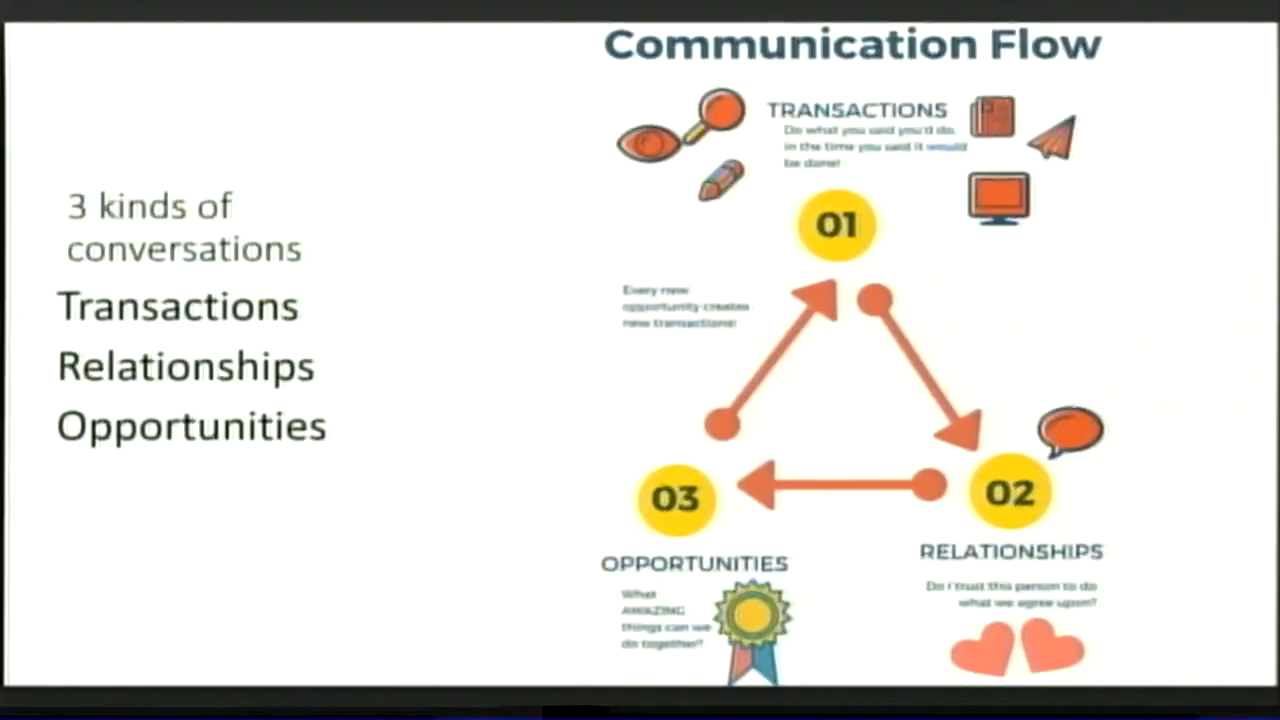 3 kinds of
conversations
Transactions
Relationships
Opportunities
Communication Flow
TRANSACTIONS
Do what you said you'd do,
in the time you said it would
be done!
01
Every new
opportunity creates
new transactions!
03
02
OPPORTUNITIES
What
AMAZING
things can we
do together?
RELATIONSHIPS
Do I trust this person to do
what we agree upon?